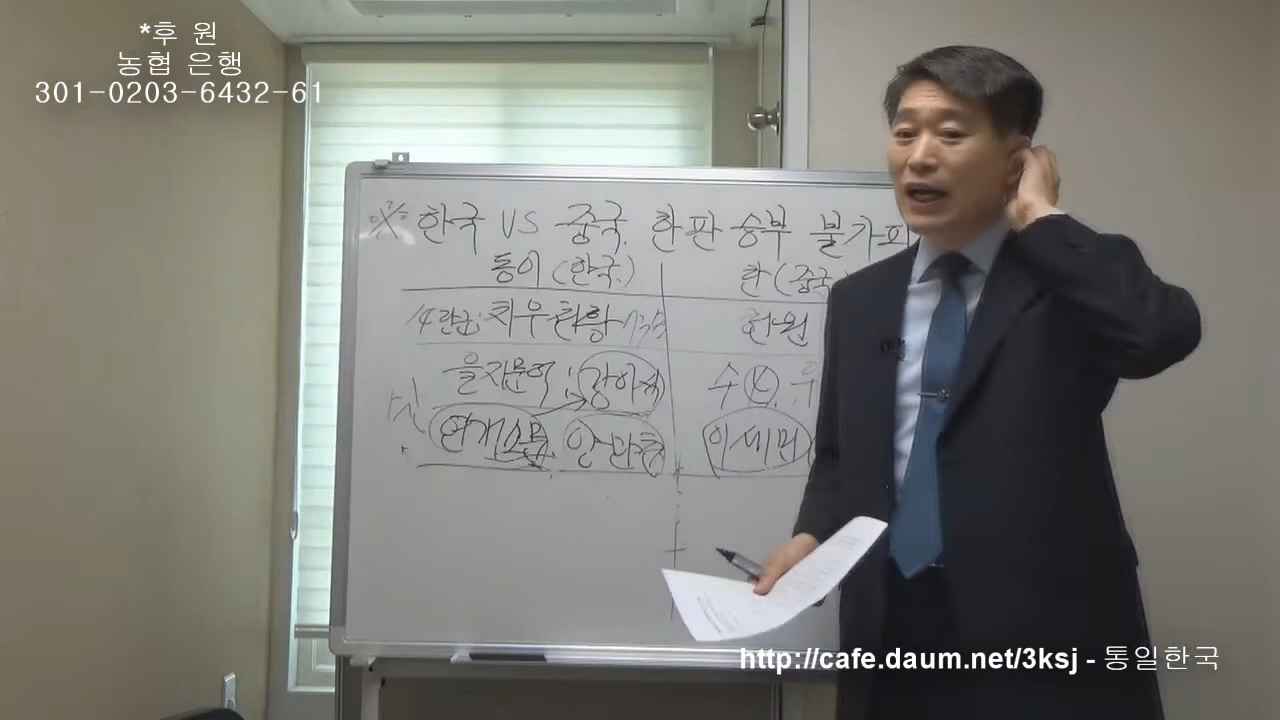 *후 원
농협 은행
301-0203-6432-61
한국 VS 중국 한판 승부 불가피
동이 (한국) 한 (중국
치우천황 헌원
을지문덕 : 강이식 수 X
연개소문 안만춘 이세민
http://cafe.daum.net/3ksj - 통일한국